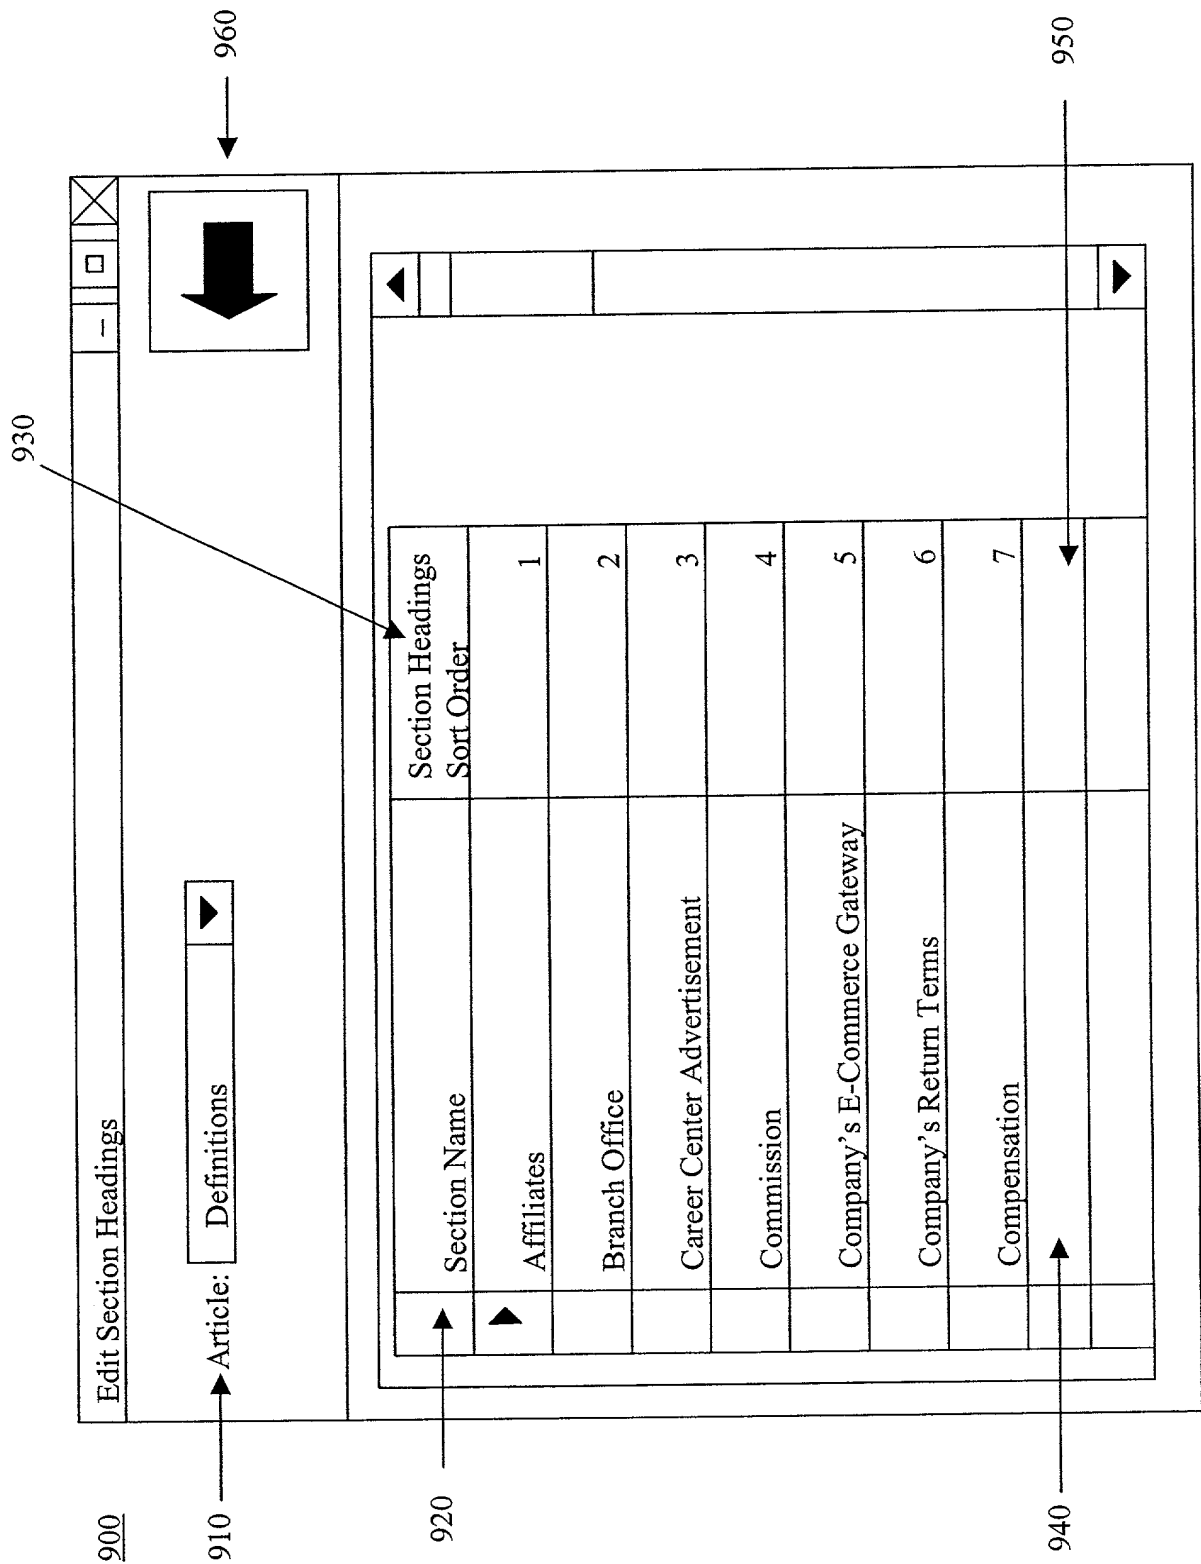 900
Edit Section Headings
930
910
Article:
Definitions
960
920
Section Name
Section Headings
Sort Order
Affiliates 1
Branch Office 2
Career Center Advertisement 3
Commission 4
Company's E-Commerce Gateway 5
Company's Return Terms 6
Compensation 7
940
950